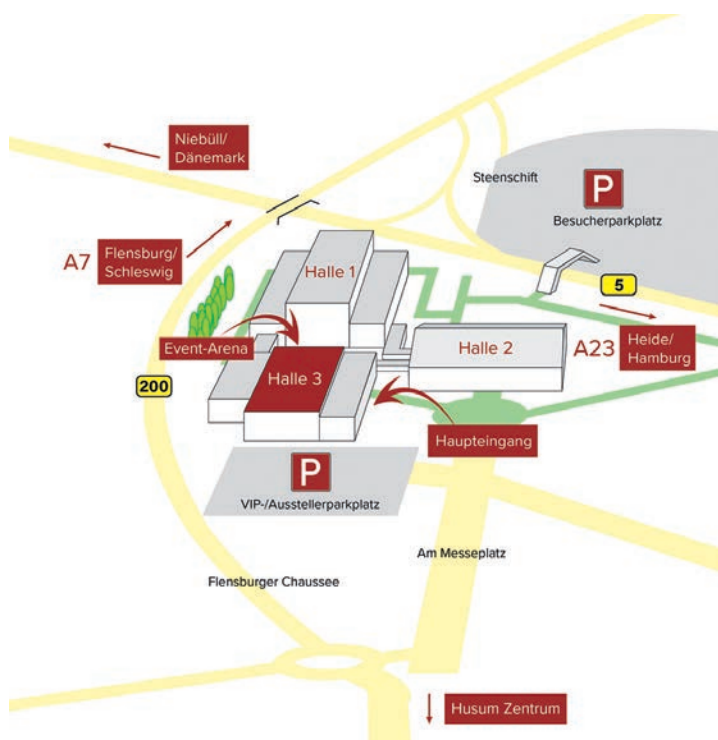 Niebüll/
Dänemark
Steenschift
P
Besucherparkplatz
A7
Flensburg/
Schleswig
Halle 1
5
Event-Arena
Halle 2
A23
Heide/
Hamburg
Halle 3
200
Haupteingang
P
VIP-/Ausstellerparkplatz
Am Messeplatz
Flensburger Chaussee
Husum Zentrum